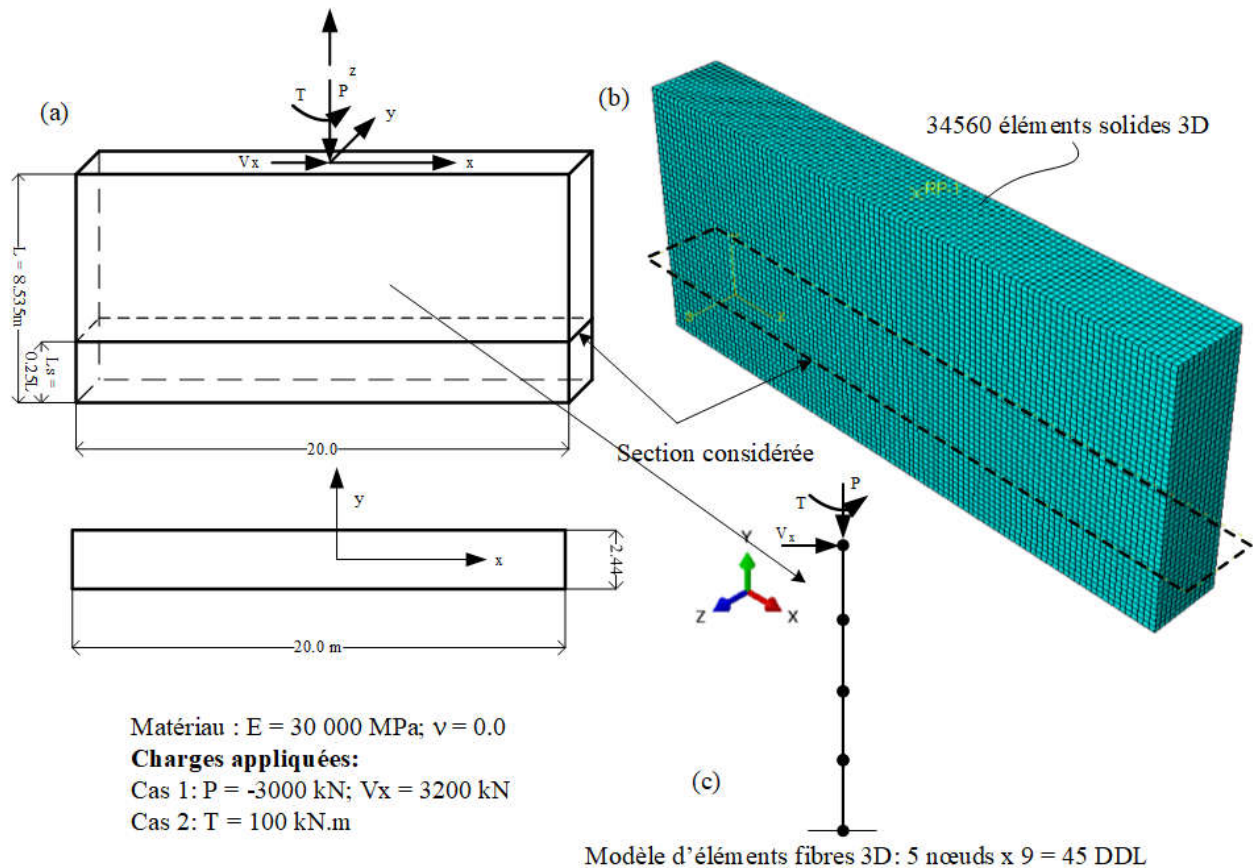 (a)
z
T
P
y
Vx
x
L = 8.535m
Ls =
0.25L
20.0
y
x
2.44
20.0 m
(b)
34560 éléments solides 3D
RP-1
Section considérée
P
T
Vx
Y
Z
X
(c)
Matériau : E = 30 000 MPa; ν = 0.0
Charges appliquées:
Cas 1: P = -3000 kN; Vx = 3200 kN
Cas 2: T = 100 kN.m
Modèle d'éléments fibres 3D: 5 nœuds x 9 = 45 DDL